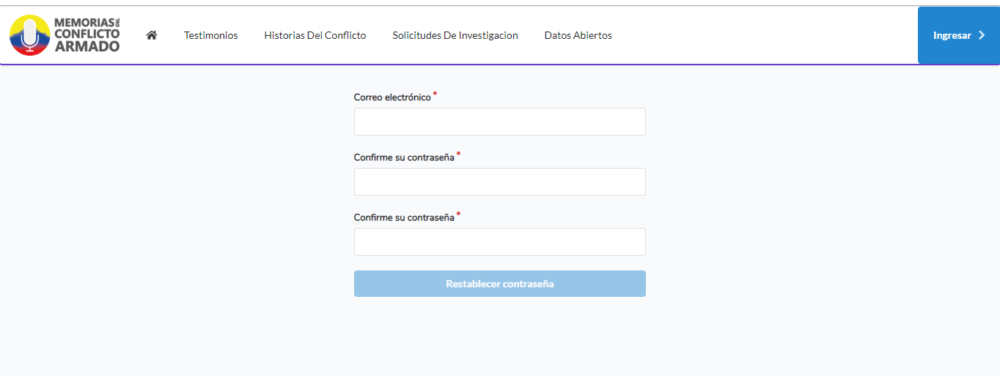 MEMORIAS DEL
CONFLICTO
ARMADO
Testimonios
Historias Del Conflicto
Solicitudes De Investigacion
Datos Abiertos
Ingresar
Correo electrónico *
Confirme su contraseña *
Confirme su contraseña *
Restablecer contraseña